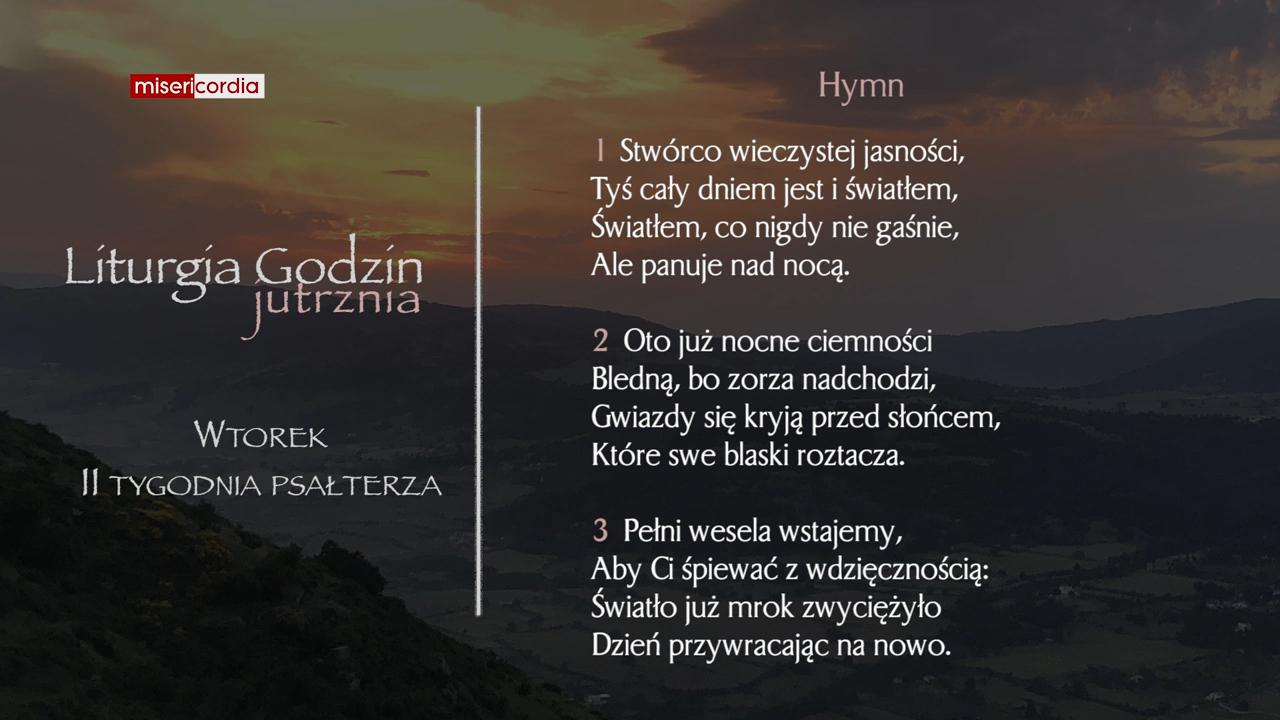 misericordia
Liturgia Godzin
jutrznia
Wtorek
II tygodnia psałterza
Hymn
1 Stwórco wieczystej jasności,
Tyś cały dniem jest i światłem,
Światłem, co nigdy nie gaśnie,
Ale panuje nad nocą.
2 Oto już nocne ciemności
Bledną, bo zorza nadchodzi,
Gwiazdy się kryją przed słońcem,
Które swe blaski roztacza.
3 Pełni wesela wstajemy,
Aby Ci śpiewać z wdzięcznością:
Światło już mrok zwyciężyło
Dzień przywracając na nowo.